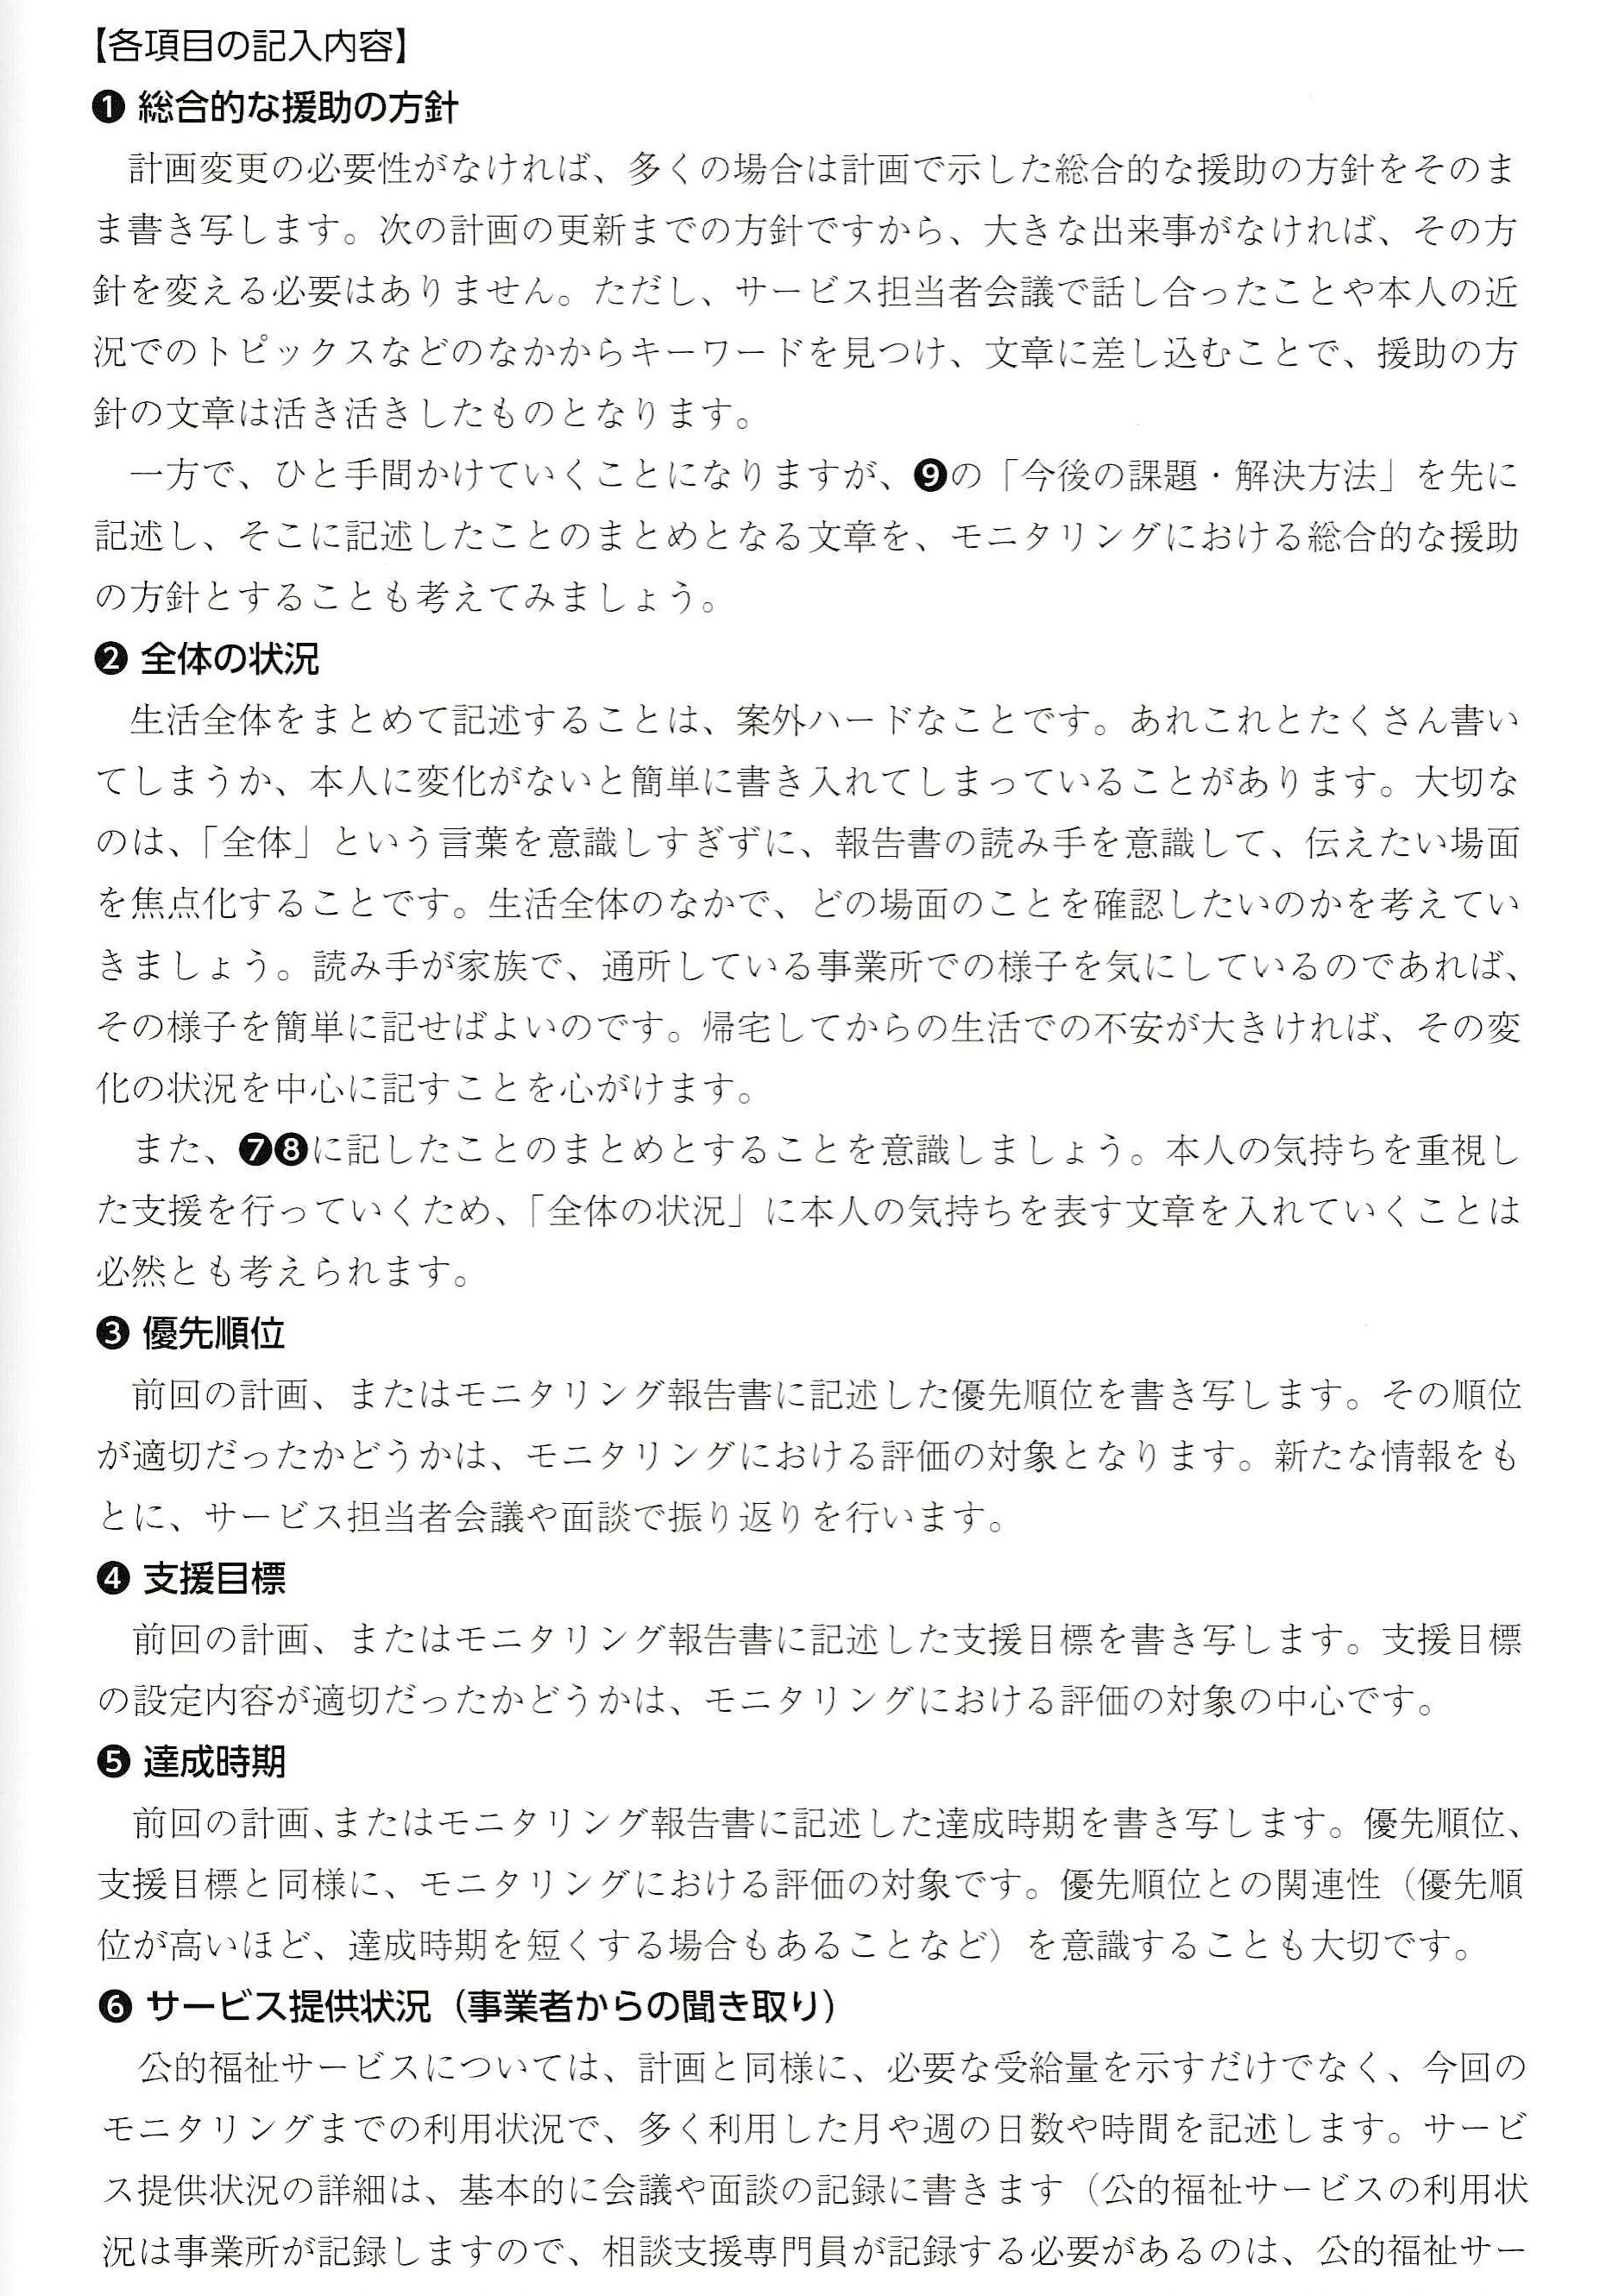 【各項目の記入内容】
❶ 総合的な援助の方針
　計画変更の必要性がなければ、多くの場合は計画で示した総合的な援助の方針をそのま
ま書き写します。次の計画の更新までの方針ですから、大きな出来事がなければ、その方
針を変える必要はありません。ただし、サービス担当者会議で話し合ったことや本人の近
況でのトピックスなどのなかからキーワードを見つけ、文章に差し込むことで、援助の方
針の文章は活き活きしたものとなります。
　一方で、ひと手間かけていくことになりますが、❾の「今後の課題・解決方法」を先に
記述し、そこに記述したことのまとめとなる文章を、モニタリングにおける総合的な援助
の方針とすることも考えてみましょう。
❷ 全体の状況
　生活全体をまとめて記述することは、案外ハードなことです。あれこれとたくさん書い
てしまうか、本人に変化がないと簡単に書き入れてしまっていることがあります。大切な
のは、「全体」という言葉を意識しすぎずに、報告書の読み手を意識して、伝えたい場面
を焦点化することです。生活全体のなかで、どの場面のことを確認したいのかを考えてい
きましょう。読み手が家族で、通所している事業所での様子を気にしているのであれば、
その様子を簡単に記せばよいのです。帰宅してからの生活での不安が大きければ、その変
化の状況を中心に記すことを心がけます。
　また、❼❽に記したことのまとめとすることを意識しましょう。本人の気持ちを重視し
た支援を行っていくため、「全体の状況」に本人の気持ちを表す文章を入れていくことは
必然とも考えられます。
❸ 優先順位
　前回の計画、またはモニタリング報告書に記述した優先順位を書き写します。その順位
が適切だったかどうかは、モニタリングにおける評価の対象となります。新たな情報をも
とに、サービス担当者会議や面談で振り返りを行います。
❹ 支援目標
　前回の計画、またはモニタリング報告書に記述した支援目標を書き写します。支援目標
の設定内容が適切だったかどうかは、モニタリングにおける評価の対象の中心です。
❺ 達成時期
　前回の計画、またはモニタリング報告書に記述した達成時期を書き写します。優先順位、
支援目標と同様に、モニタリングにおける評価の対象です。優先順位との関連性（優先順
位が高いほど、達成時期を短くする場合もあることなど）を意識することも大切です。
❻ サービス提供状況（事業者からの聞き取り）
　公的福祉サービスについては、計画と同様に、必要な受給量を示すだけでなく、今回の
モニタリングまでの利用状況で、多く利用した月や週の日数や時間を記述します。サービ
ス提供状況の詳細は、基本的に会議や面談の記録に書きます（公的福祉サービスの利用状
況は事業所が記録しますので、相談支援専門員が記録する必要があるのは、公的福祉サー